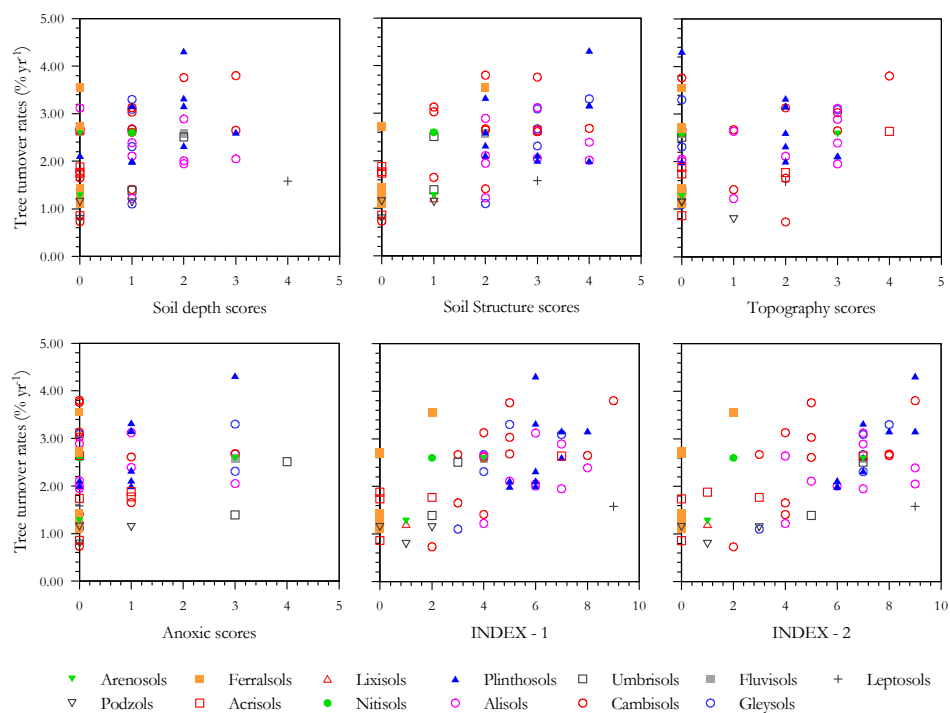 Tree turnover rates (% yr⁻¹)
5.00
4.00
3.00
2.00
1.00
0.00
0 1 2 3 4 5
Soil depth scores
0 1 2 3 4 5
Soil Structure scores
0 1 2 3 4 5
Topography scores
Tree turnover rates (% yr⁻¹)
5.00
4.00
3.00
2.00
1.00
0.00
0 1 2 3 4 5
Anoxic scores
0 2 4 6 8 10
INDEX - 1
0 2 4 6 8 10
INDEX - 2
Arenosols Ferralsols Lixisols Plinthosols Umbrisols Fluvisols Leptosols
Podzols Acrisols Nitisols Alisols Cambisols Gleysols